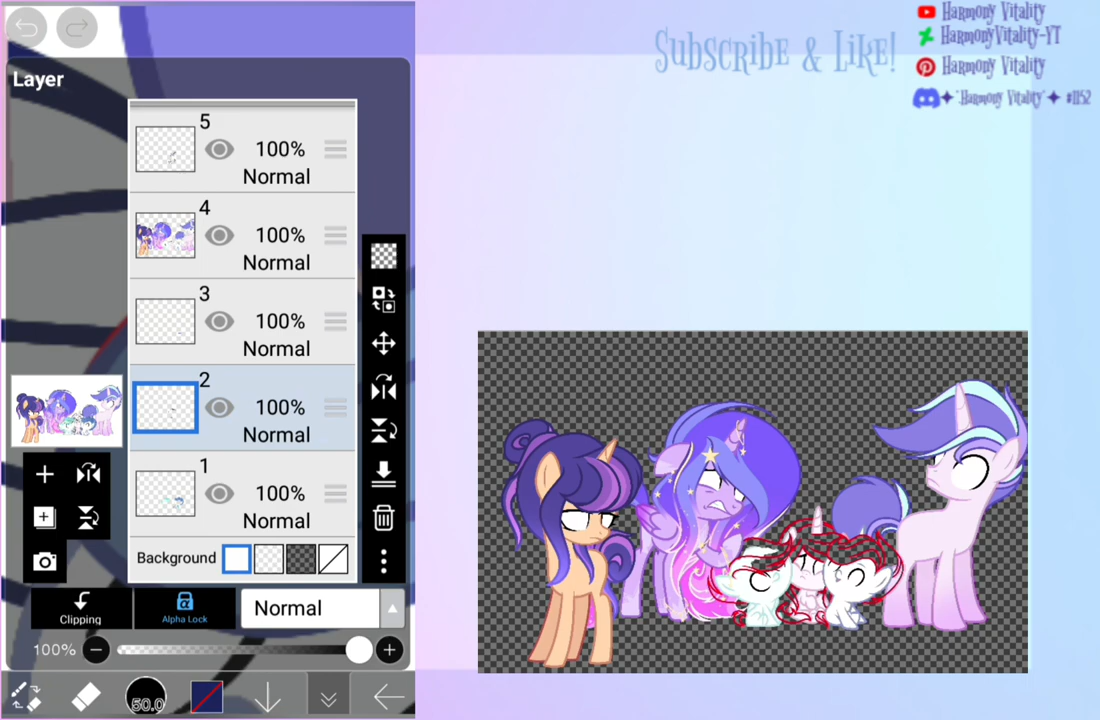 Layer
5
100%
Normal
4
100%
Normal
3
100%
Normal
2
100%
Normal
1
100%
Normal
Background
Clipping
Alpha Lock
Normal
100%
50.0
Subscribe & Like!
Harmony Vitality
HarmonyVitality-YT
Harmony Vitality
✦"Harmony Vitality"✦ #1152